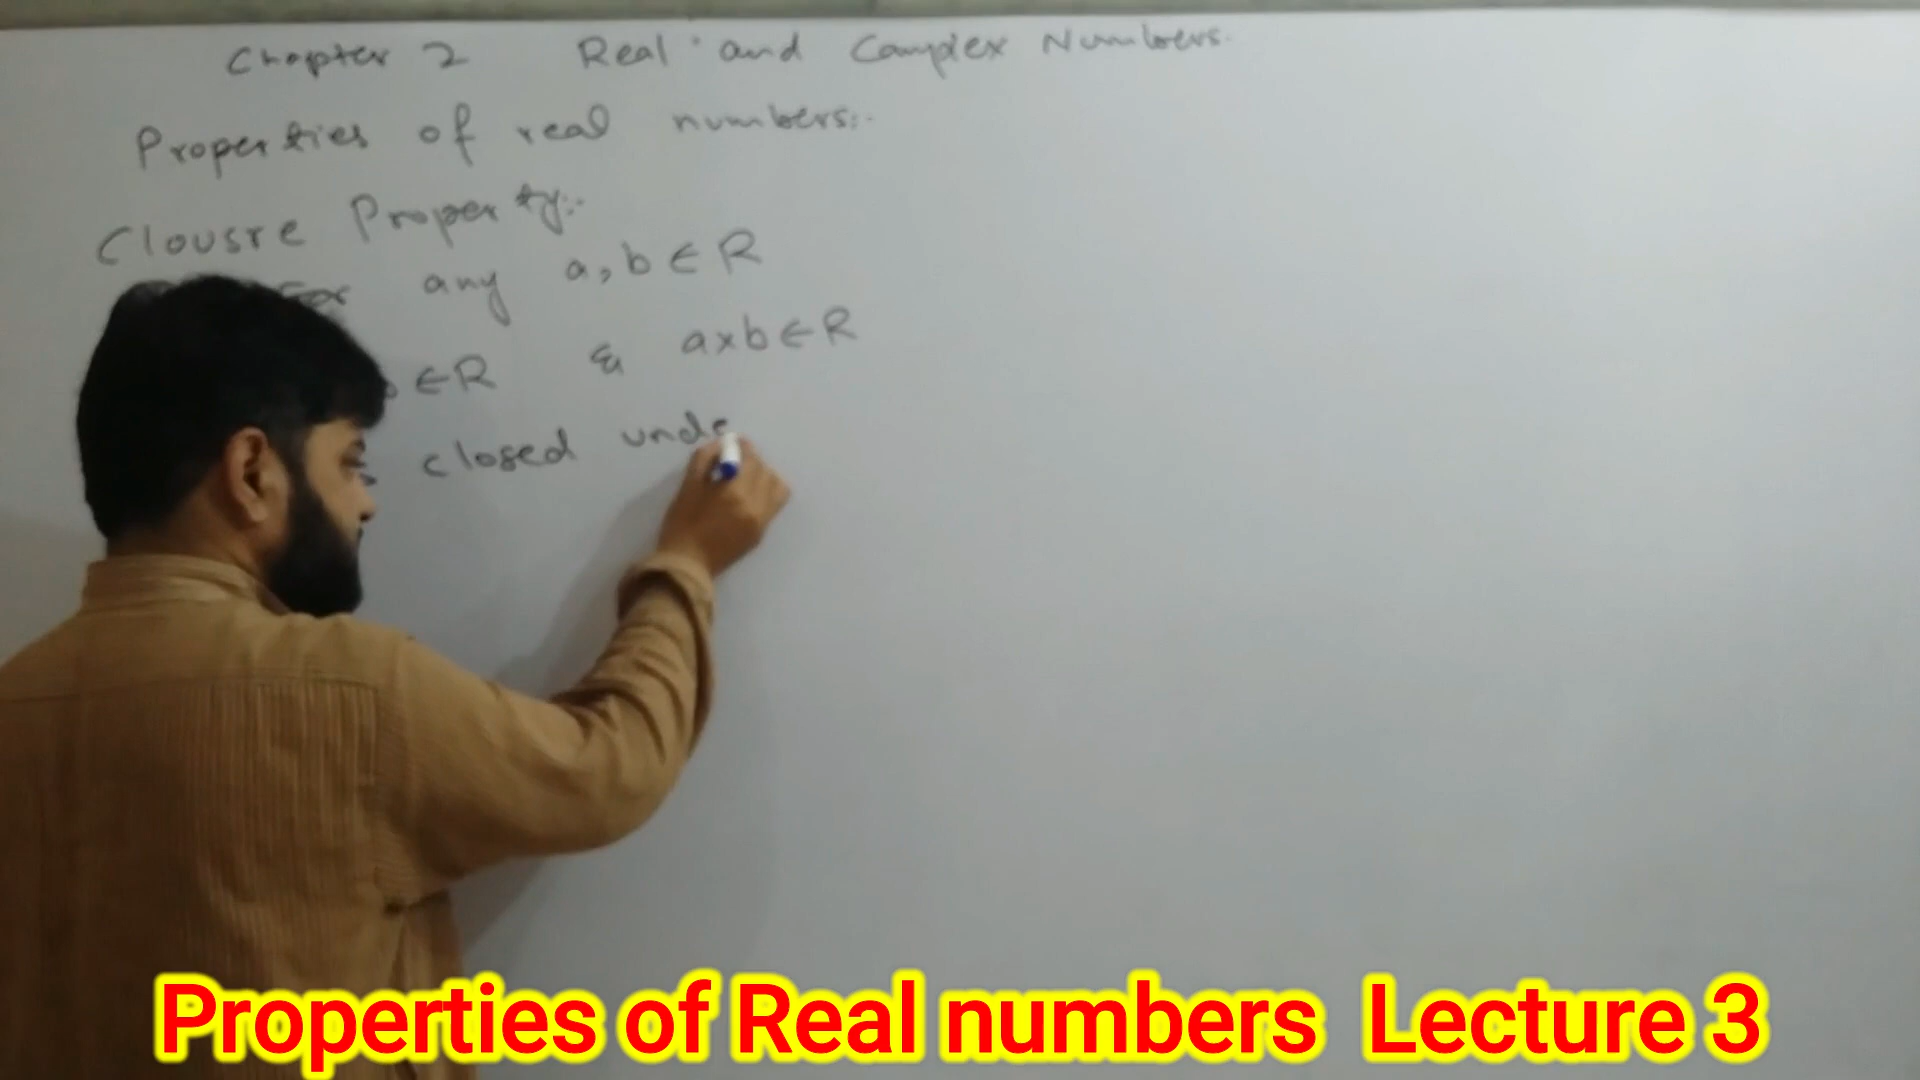 Chapter 2 Real and Complex Numbers.
Properties of real numbers:-
Clousre Property:-
For any a, b ∈ R
b ∈ R & a x b ∈ R
closed unde
Properties of Real numbers Lecture 3